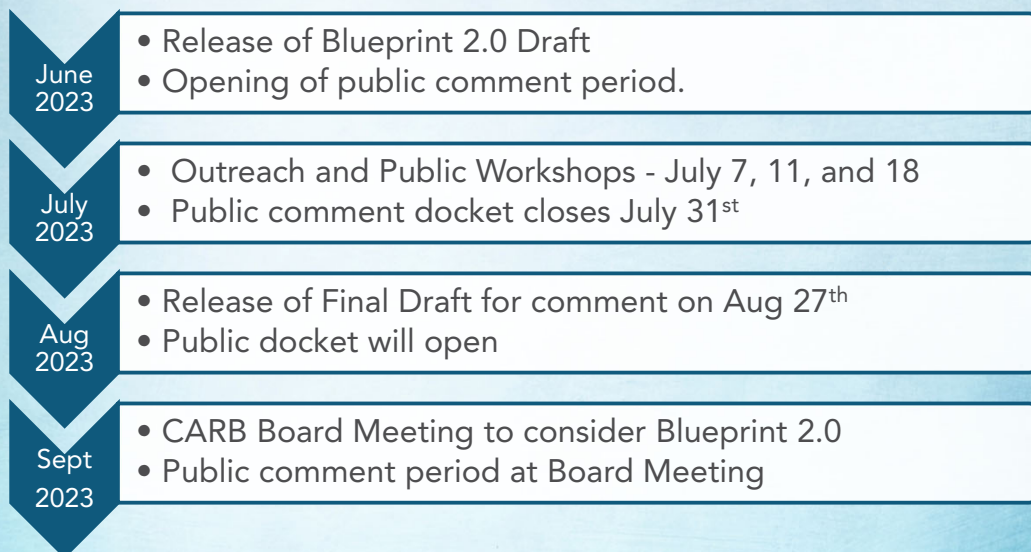 June
2023
• Release of Blueprint 2.0 Draft
• Opening of public comment period.
July
2023
• Outreach and Public Workshops - July 7, 11, and 18
• Public comment docket closes July 31st
Aug
2023
• Release of Final Draft for comment on Aug 27th
• Public docket will open
Sept
2023
• CARB Board Meeting to consider Blueprint 2.0
• Public comment period at Board Meeting